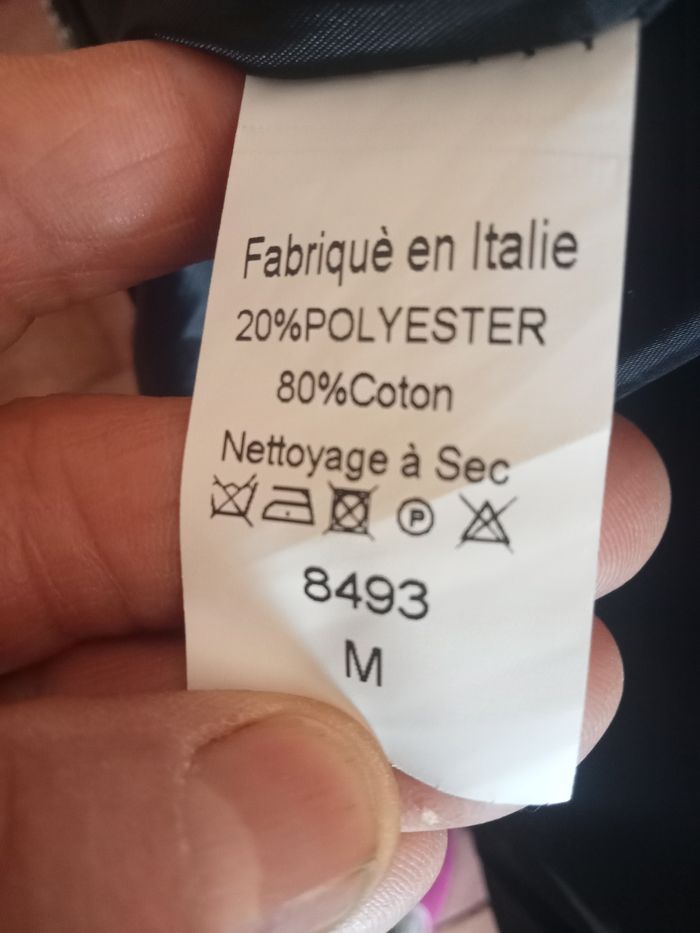 Fabriquè en Italie
20%POLYESTER
80%Coton
Nettoyage à Sec
P
8493
M